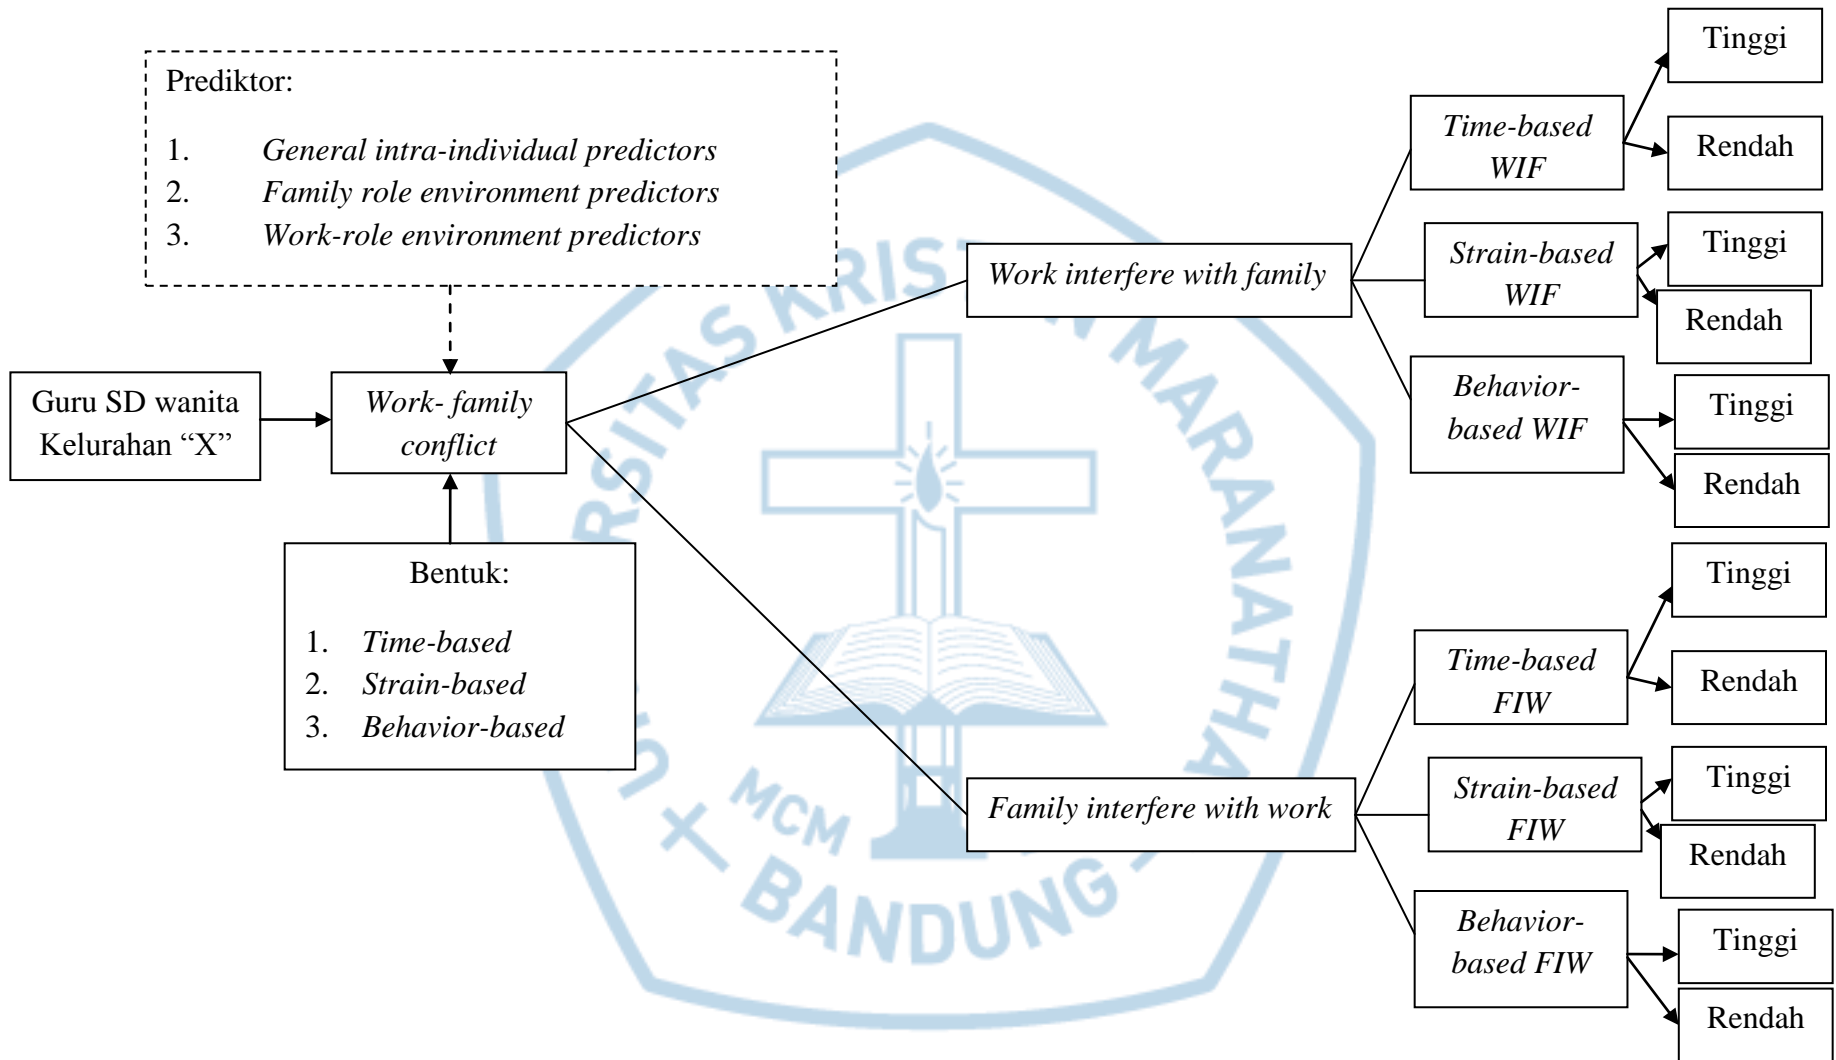 Prediktor:
1. General intra-individual predictors
2. Family role environment predictors
3. Work-role environment predictors
Guru SD wanita
Kelurahan “X”
Work- family
conflict
Bentuk:
1. Time-based
2. Strain-based
3. Behavior-based
Work interfere with family
Time-based
WIF
Tinggi
Rendah
Strain-based
WIF
Tinggi
Rendah
Behavior-
based WIF
Tinggi
Rendah
Family interfere with work
Time-based
FIW
Tinggi
Rendah
Strain-based
FIW
Tinggi
Rendah
Behavior-
based FIW
Tinggi
Rendah
MCM
BANDUNG